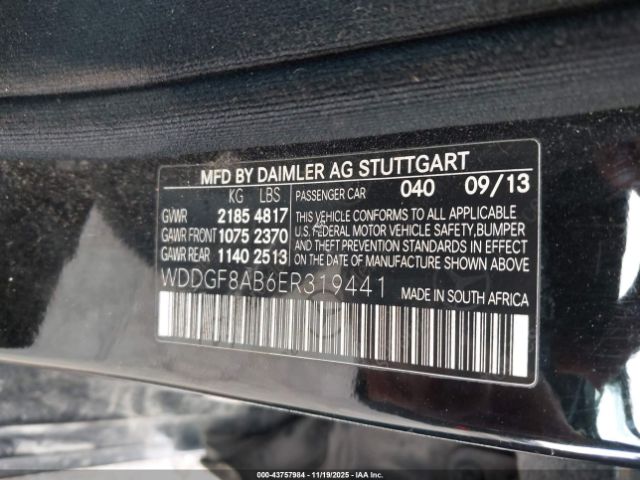 MFD BY DAIMLER AG STUTTGART
KG LBS PASSENGER CAR 040 09/13
GVWR 2185 4817
GAWR FRONT 1075 2370
GAWR REAR 1140 2513
THIS VEHICLE CONFORMS TO ALL APPLICABLE
U.S. FEDERAL MOTOR VEHICLE SAFETY, BUMPER
AND THEFT PREVENTION STANDARDS IN EFFECT
ON THE DATE OF MANUFACTURE SHOWN ABOVE.
WDDGF8AB6ER319441
MADE IN SOUTH AFRICA
000-43757984 - 11/19/2025 - IAA Inc.